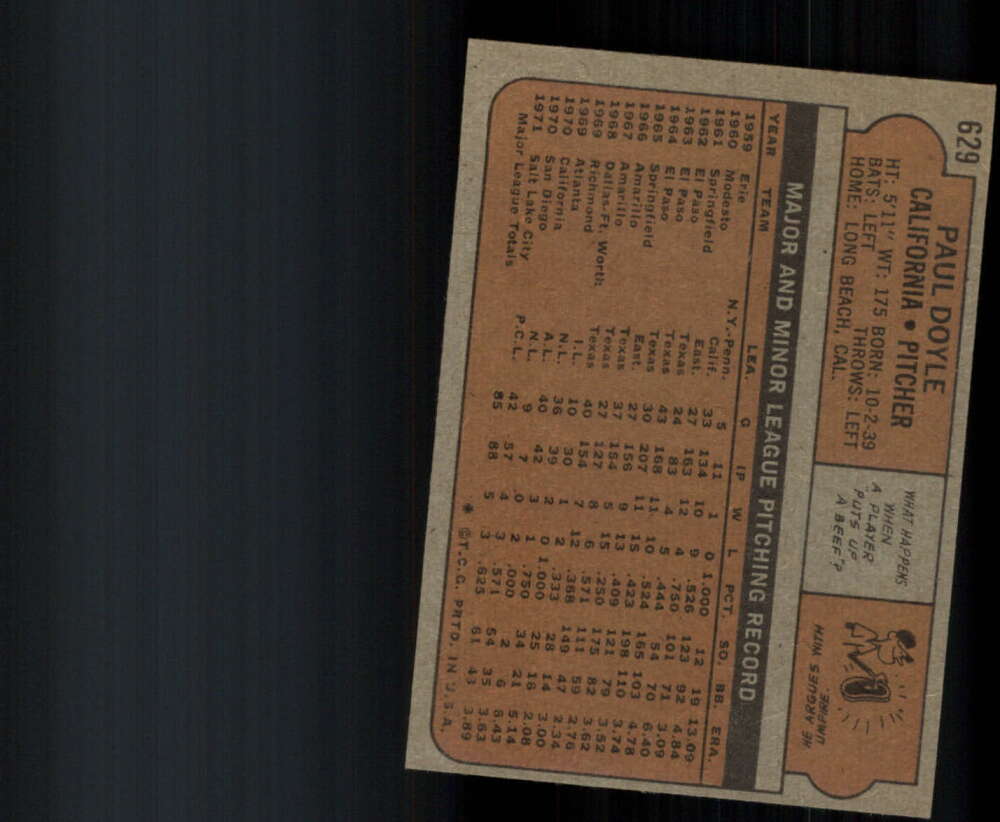 629
PAUL DOYLE
CALIFORNIA • PITCHER
HT: 5'11" WT: 175 BORN: 10-2-39
BATS: LEFT THROWS: LEFT
HOME: LONG BEACH, CAL.
WHAT HAPPENS
WHEN
A PLAYER
PUTS UP
A BEEF"?
HE ARGUES WITH
UMPIRE.
MAJOR AND MINOR LEAGUE PITCHING RECORD
YEAR TEAM LEA. G IP W L PCT. SO. BB. ERA.
1959 Erie N.Y.-Penn. 5 11 1 0 1.000 12 19 13.09
1960 Modesto Calif. 33 134 10 9 .526 123 92 4.84
1961 Springfield East. 27 163 12 4 .750 101 71 3.09
1962 El Paso Texas 24 83 4 5 .444 54 70 6.40
1963 El Paso Texas 43 168 11 10 .524 165 103 4.78
1964 El Paso Texas 30 207 11 15 .423 198 110 3.74
1965 Springfield East. 27 156 9 13 .409 121 79 3.52
1966 Amarillo Texas 37 154 5 15 .250 175 82 3.62
1967 Amarillo Texas 27 127 8 6 .571 111 59 2.76
1968 Dallas-Ft. Worth Texas 40 154 7 12 .368 149 47 2.34
1969 Richmond I.L. 10 30 1 2 .333 28 14 3.00
1969 Atlanta N.L. 36 39 2 0 1.000 25 16 2.08
1970 California A.L. 40 42 3 1 .750 34 21 5.14
1970 San Diego N.L. 9 7 0 2 .000 2 6 6.43
1971 Salt Lake City P.C.L. 42 57 4 3 .571 54 35 3.63
Major League Totals 85 88 5 3 .625 61 43 3.89
* ©T.C.G. PRTD. IN U.S.A.